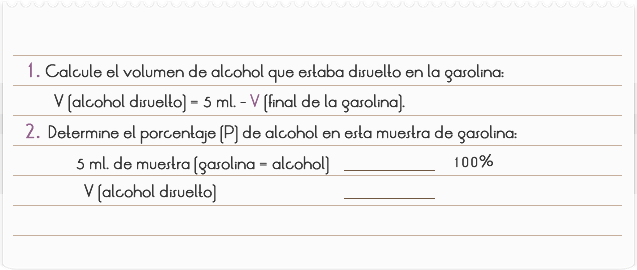 1. Calcule el volumen de alcohol que estaba disuelto en la gasolina:
V (alcohol disuelto) = 5 ml. - V (final de la gasolina).
2. Determine el porcentaje (P) de alcohol en esta muestra de gasolina:
5 ml. de muestra (gasolina = alcohol) 100%
V (alcohol disuelto)